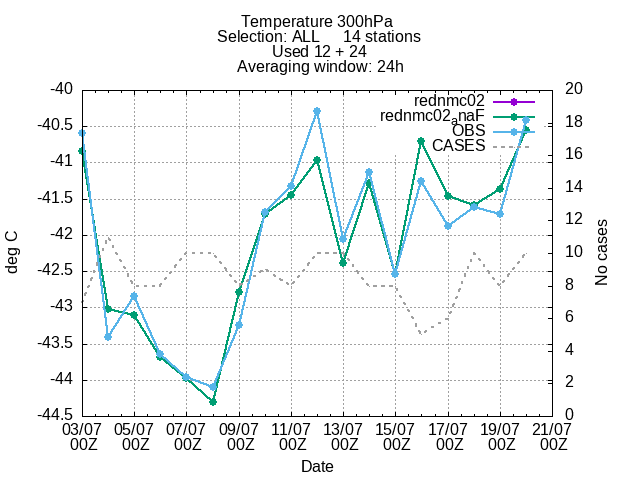 Temperature 300hPa
Selection: ALL 14 stations
Used 12 + 24
Averaging window: 24h
-40 20
-40.5 18
-41 16
-41.5 14
-42 12
-42.5 10
-43 8
-43.5 6
-44 4
-44.5 2
0
rednmc02
rednmc02anaF
OBS
CASES
deg C
No cases
03/07 05/07 07/07 09/07 11/07 13/07 15/07 17/07 19/07 21/07
00Z 00Z 00Z 00Z 00Z 00Z 00Z 00Z 00Z 00Z
Date